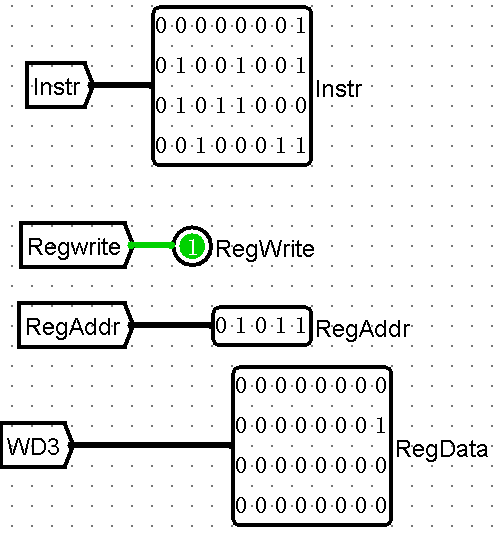 0 0 0 0 0 0 0 1
0 1 0 0 1 0 0 1
Instr
Instr
0 1 0 1 1 0 0 0
0 0 1 0 0 0 1 1
Regwrite
1
RegWrite
RegAddr
0 1 0 1 1
RegAddr
0 0 0 0 0 0 0 0
0 0 0 0 0 0 0 1
WD3
RegData
0 0 0 0 0 0 0 0
0 0 0 0 0 0 0 0